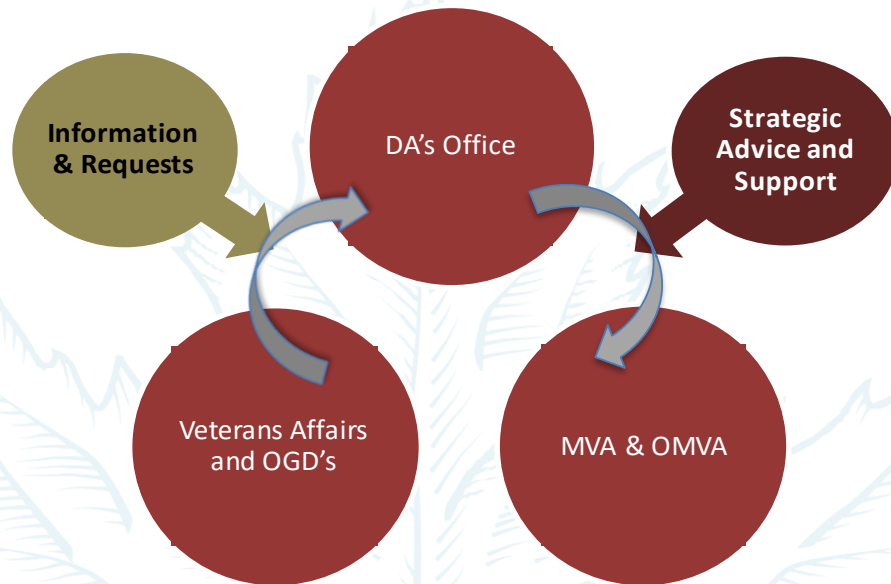 Information
& Requests
DA's Office
Strategic
Advice and
Support
Veterans Affairs
and OGD's
MVA & OMVA